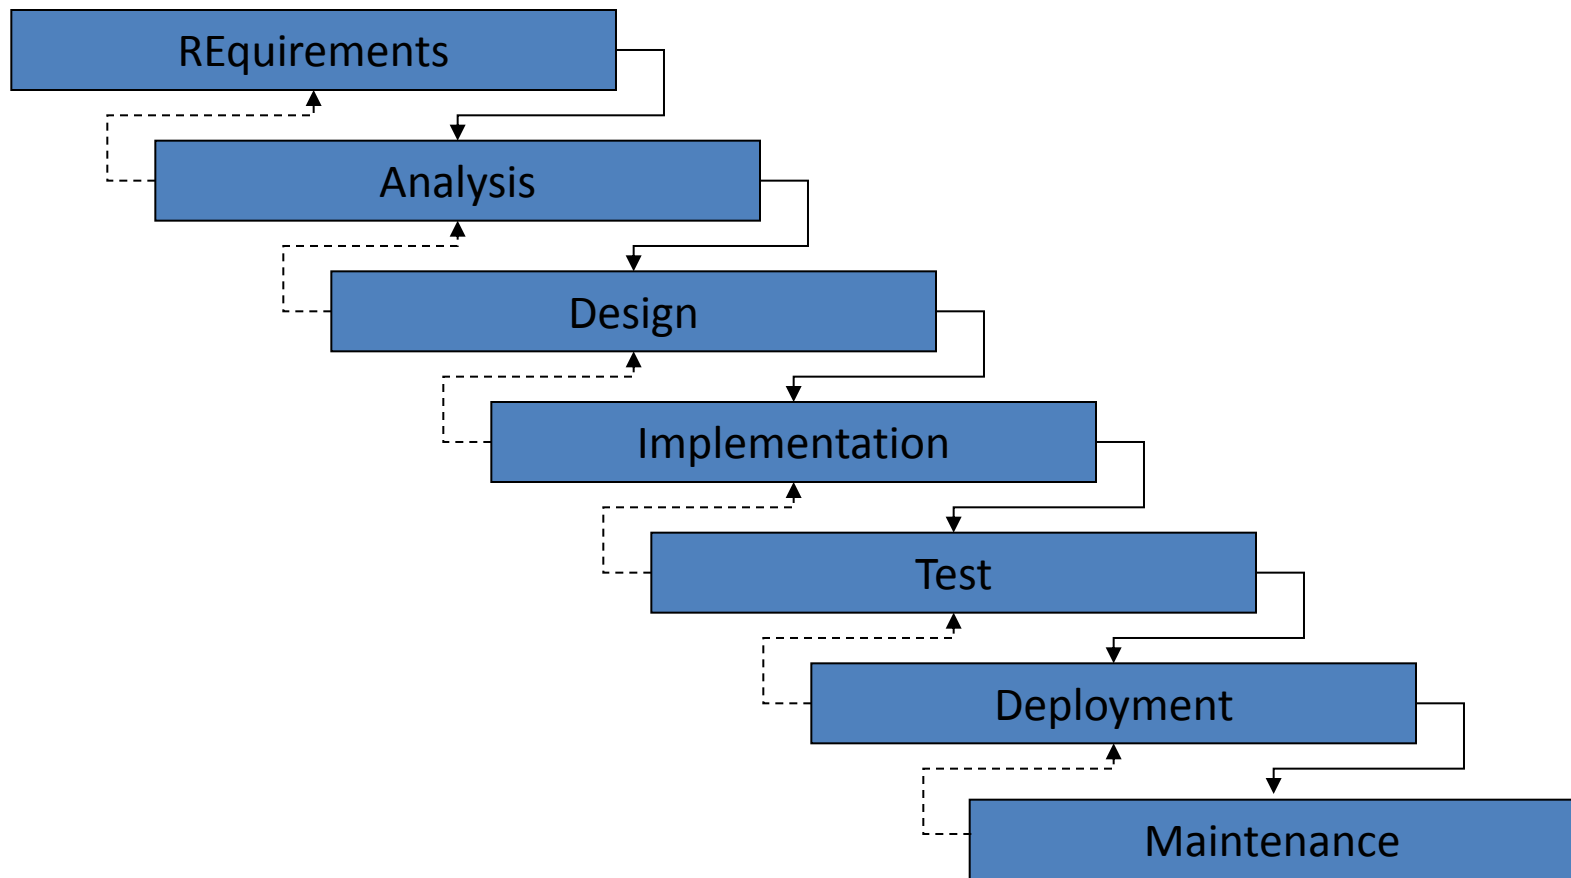 REquirements
Analysis
Design
Implementation
Test
Deployment
Maintenance